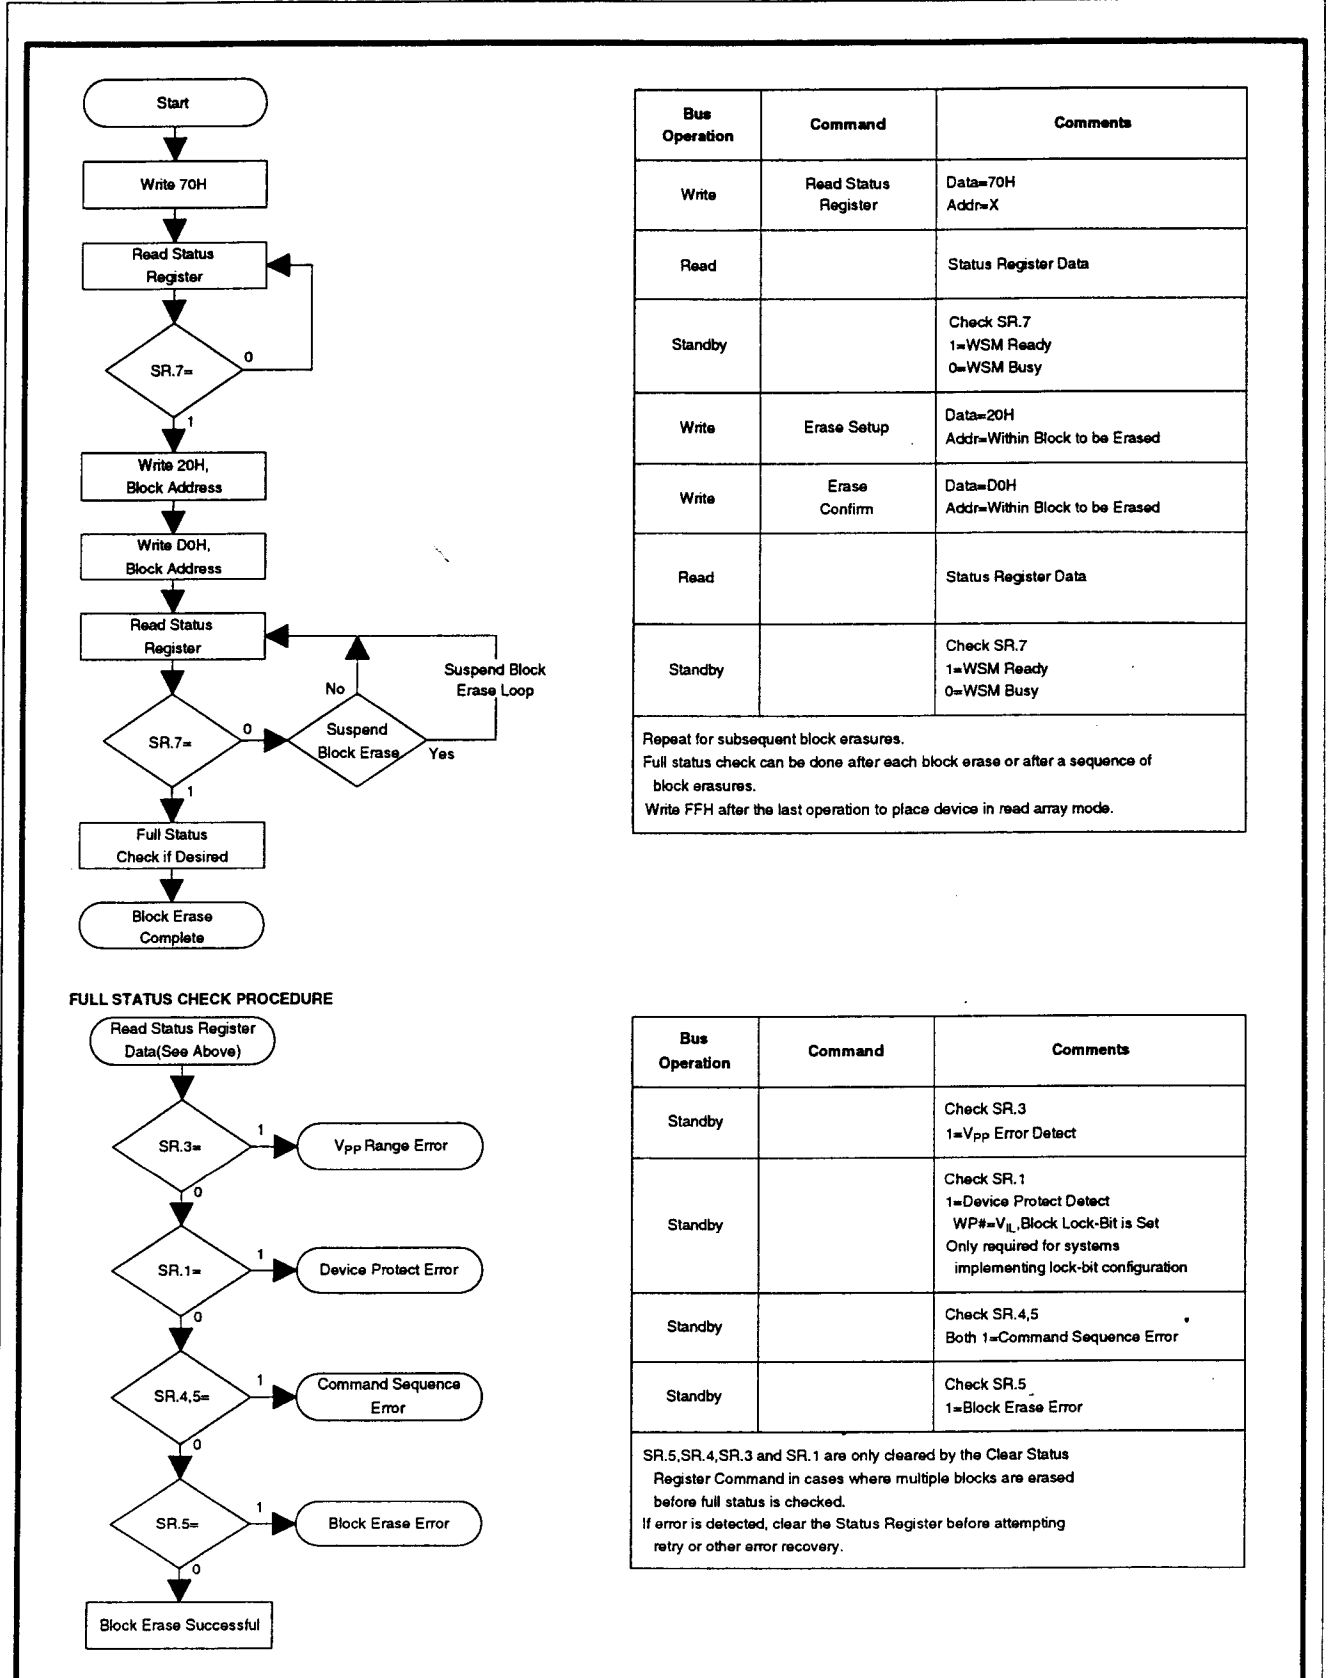 Start
Write 70H
Read Status
Register
SR.7=
0
1
Write 20H,
Block Address
Write D0H,
Block Address
Read Status
Register
SR.7=
0
1
Suspend
Block Erase
No
Yes
Suspend Block
Erase Loop
Full Status
Check if Desired
Block Erase
Complete
Bus
Operation
Command
Comments
Write
Read Status
Register
Data=70H
Addr=X
Read
Status Register Data
Standby
Check SR.7
1=WSM Ready
0=WSM Busy
Write
Erase Setup
Data=20H
Addr=Within Block to be Erased
Write
Erase
Confirm
Data=D0H
Addr=Within Block to be Erased
Read
Status Register Data
Standby
Check SR.7
1=WSM Ready
0=WSM Busy
Repeat for subsequent block erasures.
Full status check can be done after each block erase or after a sequence of
block erasures.
Write FFH after the last operation to place device in read array mode.
FULL STATUS CHECK PROCEDURE
Read Status Register
Data(See Above)
SR.3=
1
VPP Range Error
0
SR.1=
1
Device Protect Error
0
SR.4,5=
1
Command Sequence
Error
0
SR.5=
1
Block Erase Error
0
Block Erase Successful
Bus
Operation
Command
Comments
Standby
Check SR.3
1=VPP Error Detect
Standby
Check SR.1
1=Device Protect Detect
WP#=VIL,Block Lock-Bit is Set
Only required for systems
implementing lock-bit configuration
Standby
Check SR.4,5
Both 1=Command Sequence Error
Standby
Check SR.5
1=Block Erase Error
SR.5,SR.4,SR.3 and SR.1 are only cleared by the Clear Status
Register Command in cases where multiple blocks are erased
before full status is checked.
If error is detected, clear the Status Register before attempting
retry or other error recovery.